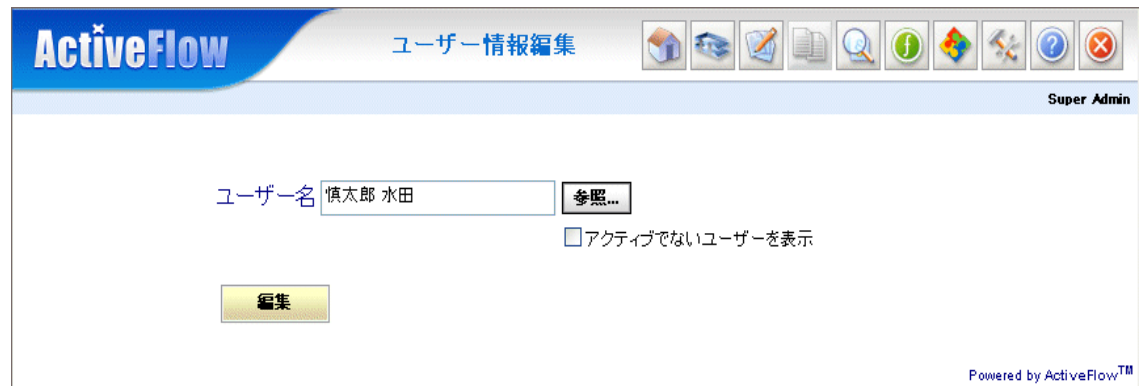 ActiveFlow
ユーザー情報編集
Super Admin
ユーザー名 慎太郎 水田 参照...
アクティブでないユーザーを表示
編集
Powered by ActiveFlow™